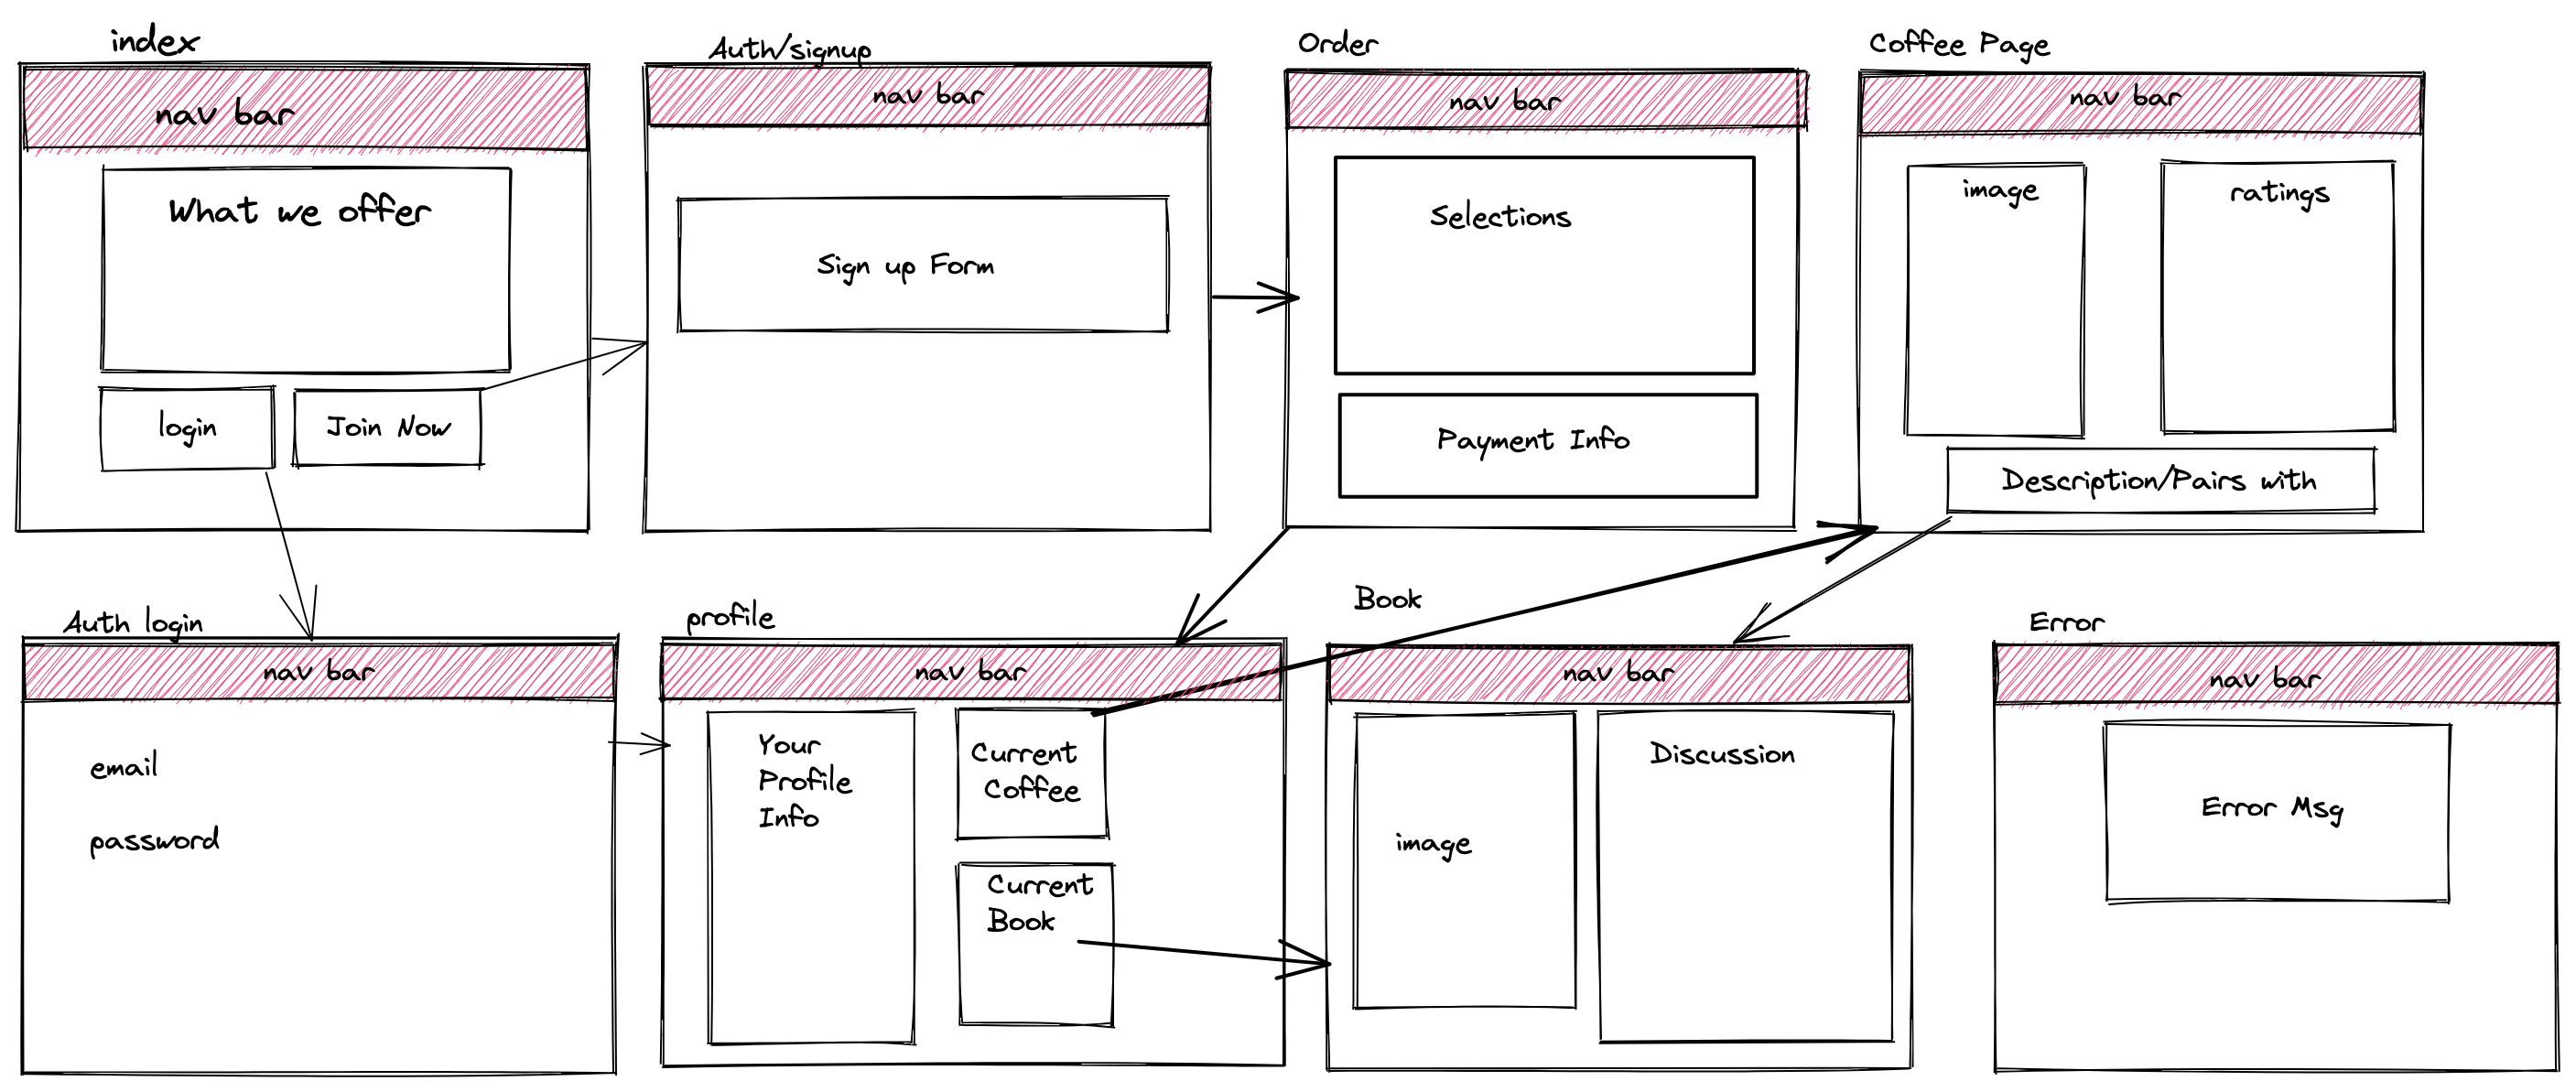 index
nav bar
What we offer
login
Join Now
Auth/signup
nav bar
Sign up Form
Order
nav bar
Selections
Payment Info
Coffee Page
nav bar
image
ratings
Description/Pairs with
Auth login
nav bar
email
password
profile
nav bar
Your
Profile
Info
Current
Coffee
Current
Book
Book
nav bar
image
Discussion
Error
nav bar
Error Msg